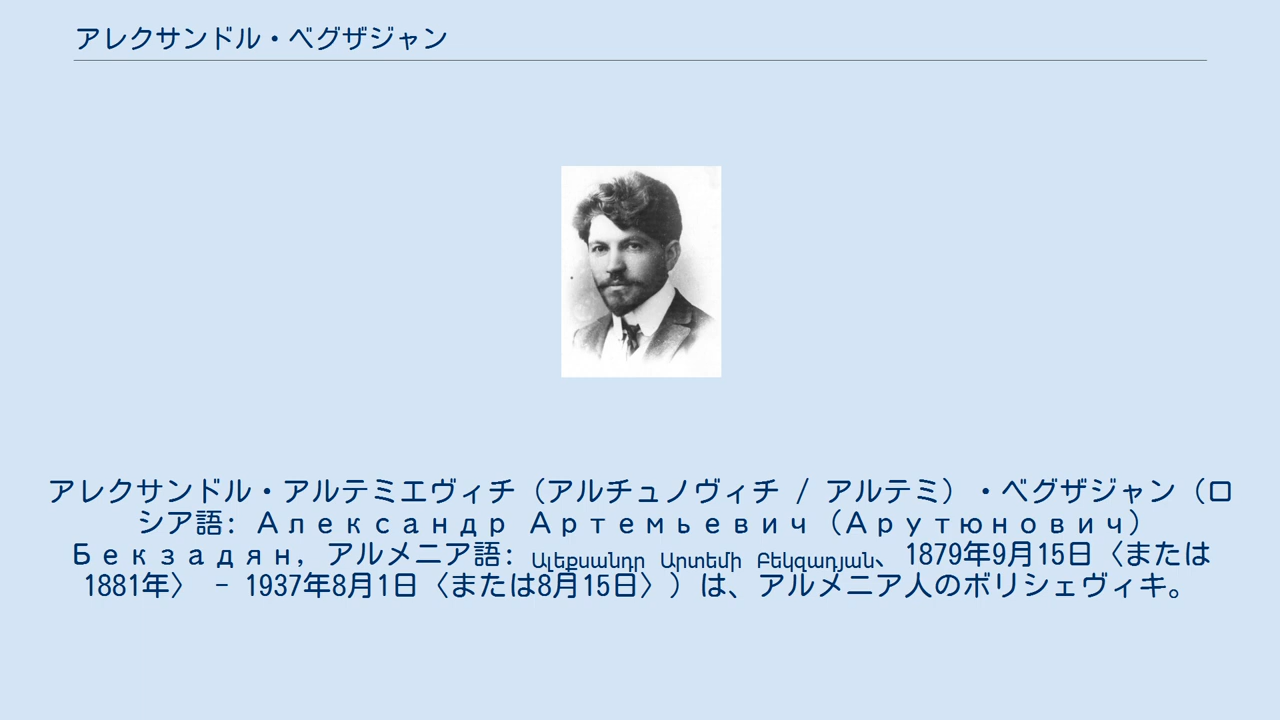 アレクサンドル・ベグザジャン
アレクサンドル・アルテミエヴィチ（アルチュノヴィチ / アルテミ）・ベグザジャン（ロ
シア語: Александр Артемьевич（Арутюнович）
Бекзадян, アルメニア語: Ալեքսանդր Արտեմի Բեկզադյան、1879年9月15日〈または
1881年〉 - 1937年8月1日〈または8月15日〉）は、アルメニア人のボリシェヴィキ。